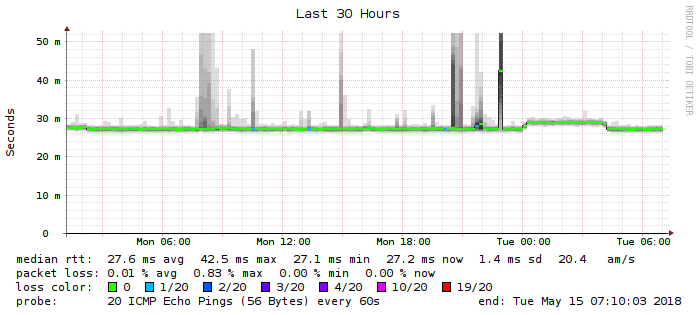 Last 30 Hours
RRDTOOL / TOBI OETIKER
Seconds
50 m
40 m
30 m
20 m
10 m
0
Mon 06:00 Mon 12:00 Mon 18:00 Tue 00:00 Tue 06:00
median rtt: 27.6 ms avg 42.5 ms max 27.1 ms min 27.2 ms now 1.4 ms sd 20.4 am/s
packet loss: 0.01 % avg 0.83 % max 0.00 % min 0.00 % now
loss color: 0 1/20 2/20 3/20 4/20 10/20 19/20
probe: 20 ICMP Echo Pings (56 Bytes) every 60s end: Tue May 15 07:10:03 2018